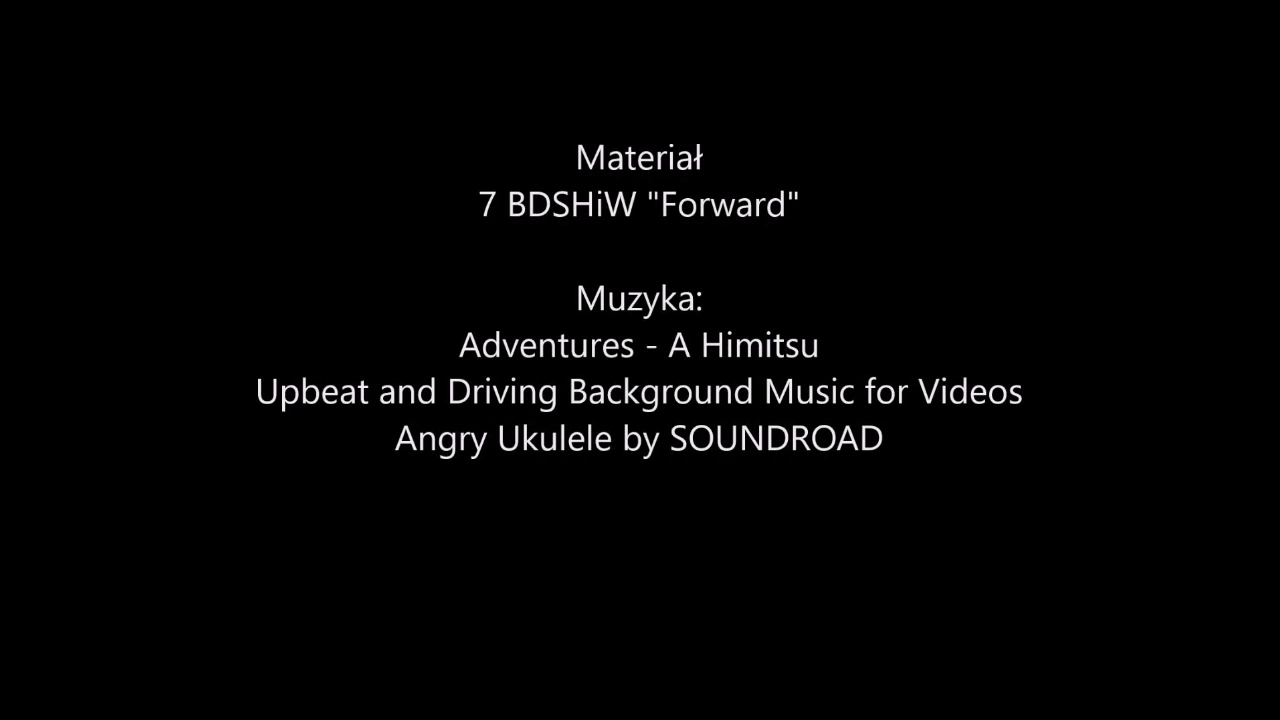 Materiał
7 BDSHiW "Forward"
Muzyka:
Adventures - A Himitsu
Upbeat and Driving Background Music for Videos
Angry Ukulele by SOUNDROAD